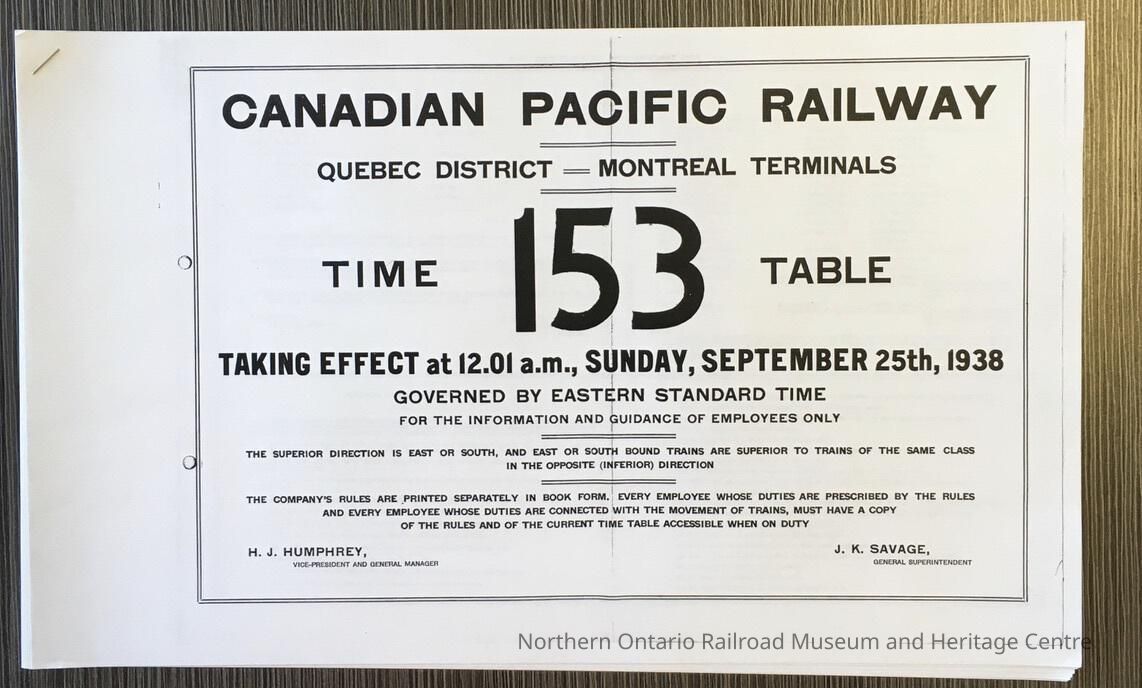 CANADIAN PACIFIC RAILWAY
QUEBEC DISTRICT = MONTREAL TERMINALS
TIME 153 TABLE
TAKING EFFECT at 12.01 a.m., SUNDAY, SEPTEMBER 25th, 1938
GOVERNED BY EASTERN STANDARD TIME
FOR THE INFORMATION AND GUIDANCE OF EMPLOYEES ONLY
THE SUPERIOR DIRECTION IS EAST OR SOUTH, AND EAST OR SOUTH BOUND TRAINS ARE SUPERIOR TO TRAINS OF THE SAME CLASS
IN THE OPPOSITE (INFERIOR) DIRECTION
THE COMPANY'S RULES ARE PRINTED SEPARATELY IN BOOK FORM. EVERY EMPLOYEE WHOSE DUTIES ARE PRESCRIBED BY THE RULES
AND EVERY EMPLOYEE WHOSE DUTIES ARE CONNECTED WITH THE MOVEMENT OF TRAINS, MUST HAVE A COPY
OF THE RULES AND OF THE CURRENT TIME TABLE ACCESSIBLE WHEN ON DUTY
H. J. HUMPHREY,
VICE-PRESIDENT AND GENERAL MANAGER
J. K. SAVAGE,
GENERAL SUPERINTENDENT
Northern Ontario Railroad Museum and Heritage Centre